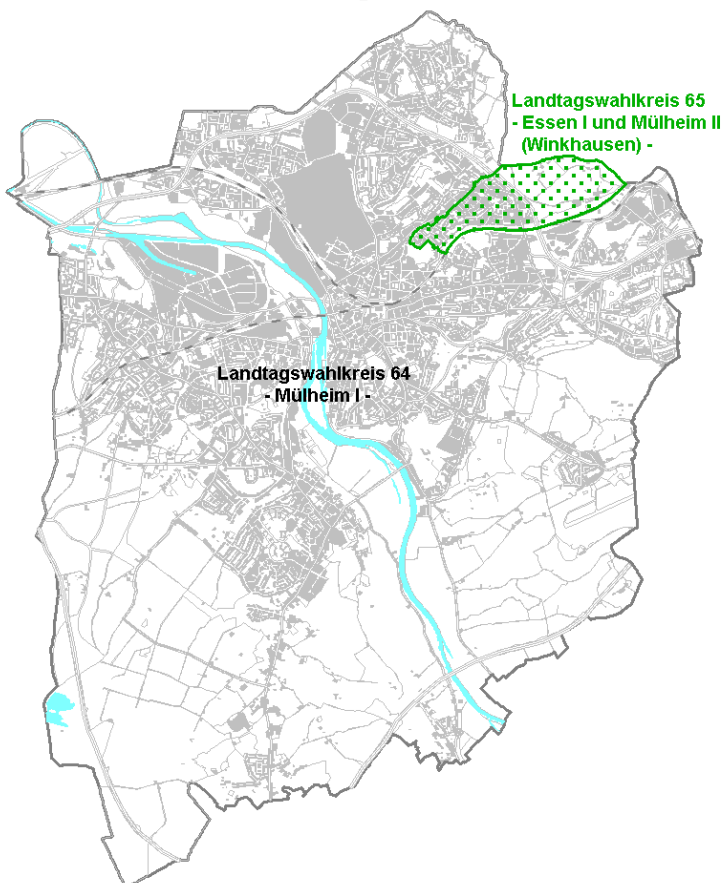 Landtagswahlkreis 65
- Essen I und Mülheim II
(Winkhausen) -
Landtagswahlkreis 64
- Mülheim I -